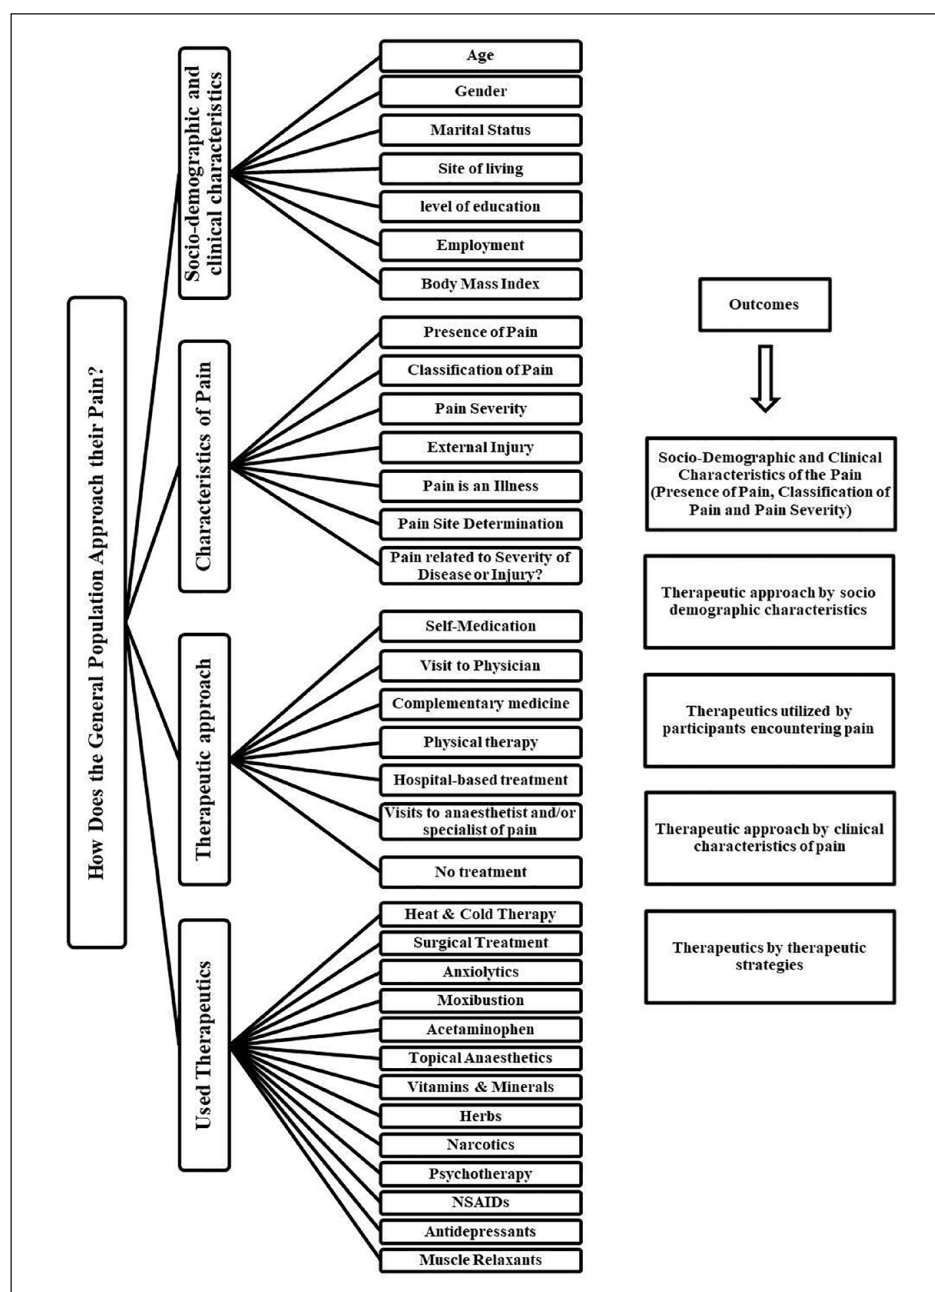 How Does the General Population Approach their Pain?
Socio-demographic and
clinical characteristics
Age
Gender
Marital Status
Site of living
level of education
Employment
Body Mass Index
Characteristics of Pain
Presence of Pain
Classification of Pain
Pain Severity
External Injury
Pain is an Illness
Pain Site Determination
Pain related to Severity of
Disease or Injury?
Therapeutic approach
Self-Medication
Visit to Physician
Complementary medicine
Physical therapy
Hospital-based treatment
Visits to anaesthetist and/or
specialist of pain
No treatment
Used Therapeutics
Heat & Cold Therapy
Surgical Treatment
Anxiolytics
Moxibustion
Acetaminophen
Topical Anaesthetics
Vitamins & Minerals
Herbs
Narcotics
Psychotherapy
NSAIDs
Antidepressants
Muscle Relaxants
Outcomes
Socio-Demographic and Clinical
Characteristics of the Pain
(Presence of Pain, Classification of
Pain and Pain Severity)
Therapeutic approach by socio
demographic characteristics
Therapeutics utilized by
participants encountering pain
Therapeutic approach by clinical
characteristics of pain
Therapeutics by therapeutic
strategies